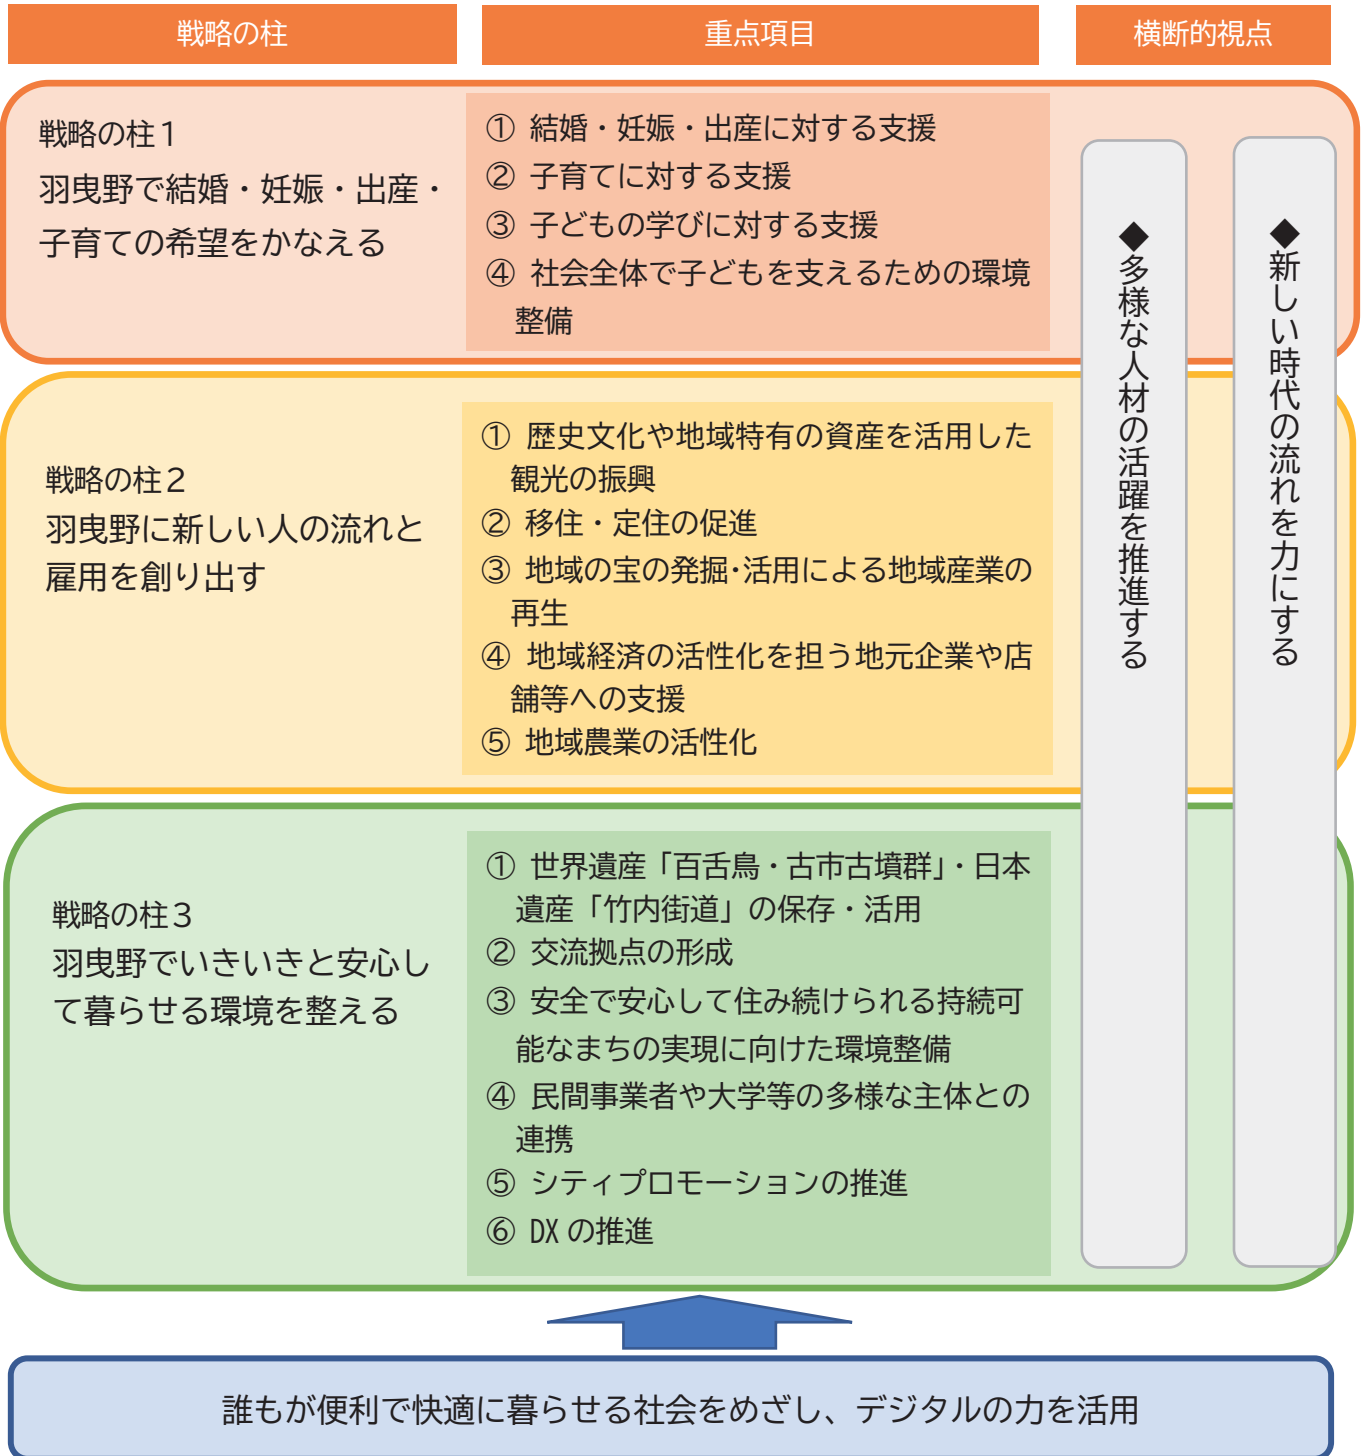 戦略の柱
重点項目
横断的視点
戦略の柱１
羽曳野で結婚・妊娠・出産・
子育ての希望をかなえる
① 結婚・妊娠・出産に対する支援
② 子育てに対する支援
③ 子どもの学びに対する支援
④ 社会全体で子どもを支えるための環境
整備
戦略の柱２
羽曳野に新しい人の流れと
雇用を創り出す
① 歴史文化や地域特有の資産を活用した
観光の振興
② 移住・定住の促進
③ 地域の宝の発掘･活用による地域産業の
再生
④ 地域経済の活性化を担う地元企業や店
舗等への支援
⑤ 地域農業の活性化
戦略の柱３
羽曳野でいきいきと安心し
て暮らせる環境を整える
① 世界遺産「百舌鳥・古市古墳群」・日本
遺産「竹内街道」の保存・活用
② 交流拠点の形成
③ 安全で安心して住み続けられる持続可
能なまちの実現に向けた環境整備
④ 民間事業者や大学等の多様な主体との
連携
⑤ シティプロモーションの推進
⑥ DX の推進
◆多様な人材の活躍を推進する
◆新しい時代の流れを力にする
誰もが便利で快適に暮らせる社会をめざし、デジタルの力を活用